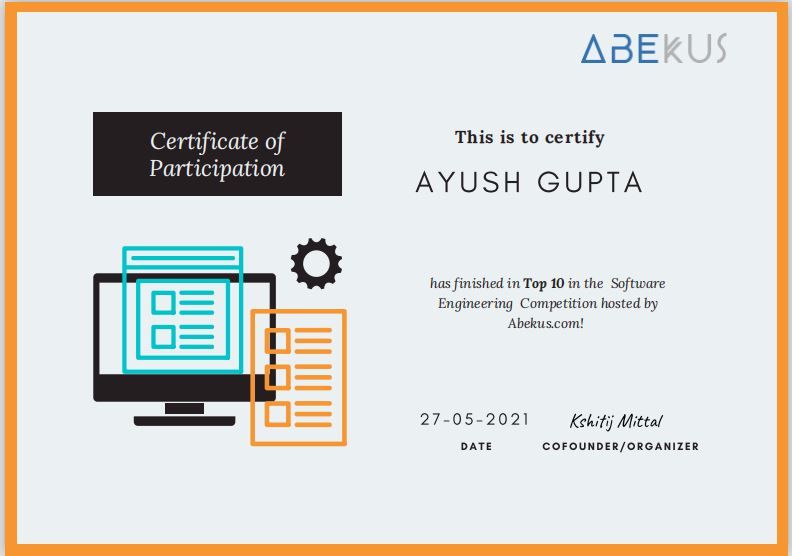 ABEKUS
Certificate of
Participation
This is to certify
AYUSH GUPTA
has finished in Top 10 in the Software
Engineering Competition hosted by
Abekus.com!
27-05-2021
Kshitij Mittal
DATE
COFOUNDER/ORGANIZER